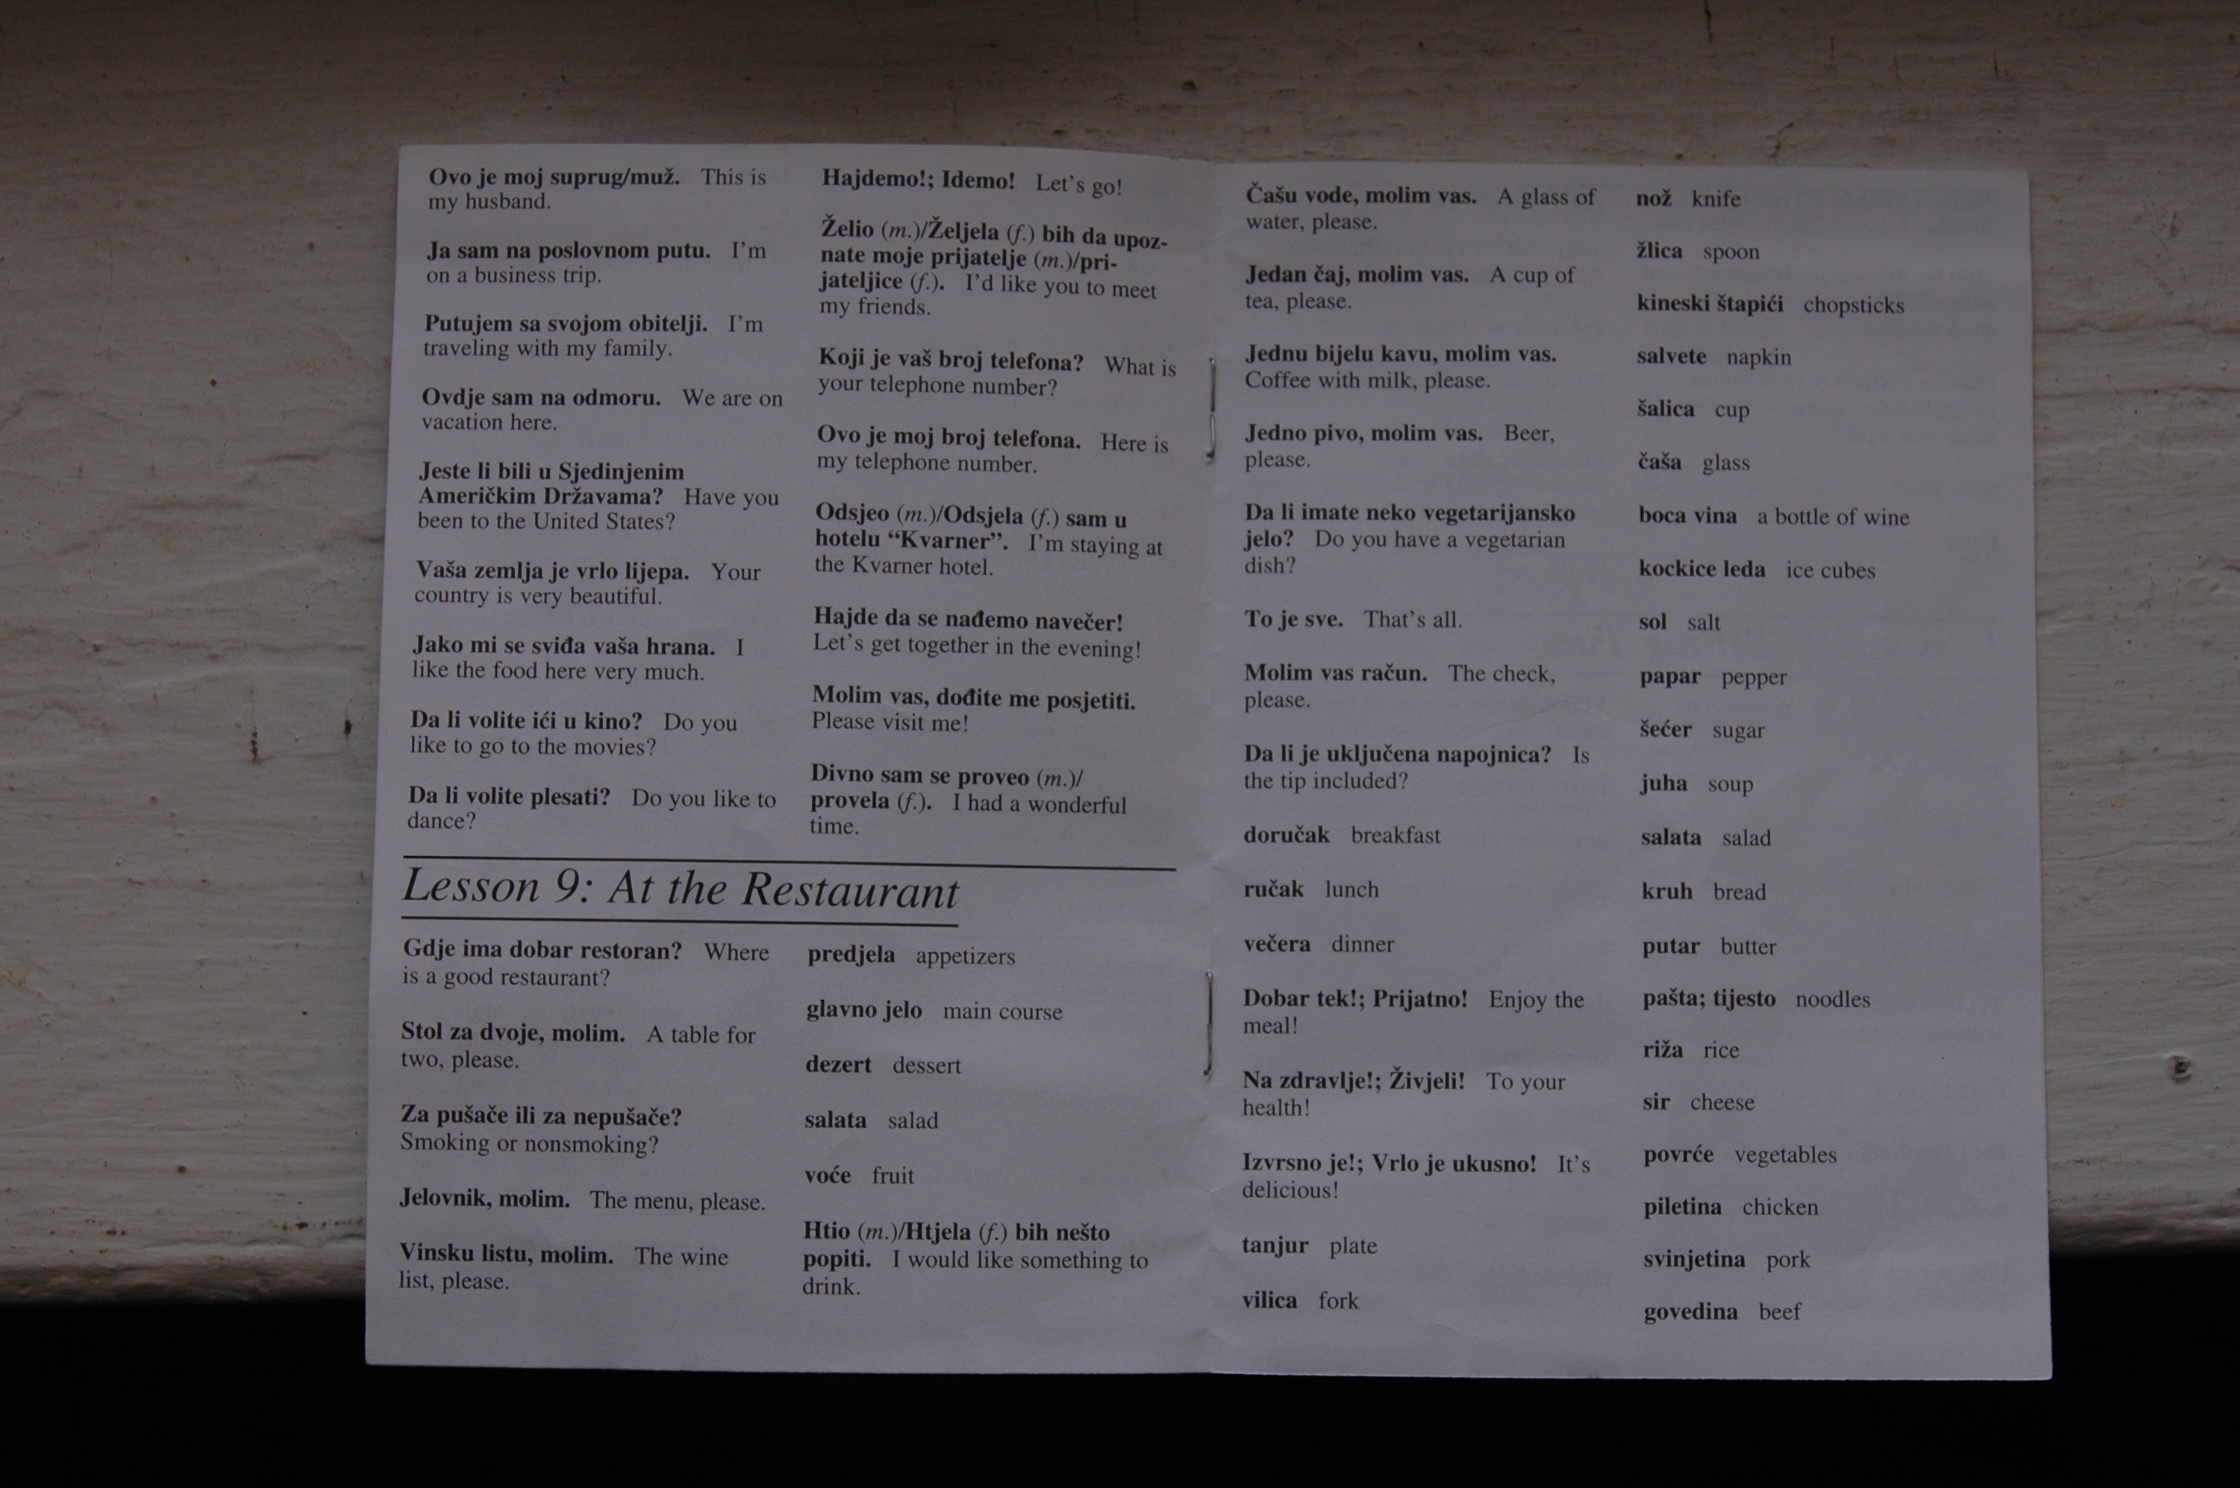 Ovo je moj suprug/muž. This is
my husband.
Ja sam na poslovnom putu. I'm
on a business trip.
Putujem sa svojom obitelji. I'm
traveling with my family.
Ovdje sam na odmoru. We are on
vacation here.
Jeste li bili u Sjedinjenim
Američkim Državama? Have you
been to the United States?
Vaša zemlja je vrlo lijepa. Your
country is very beautiful.
Jako mi se sviđa vaša hrana. I
like the food here very much.
Da li volite ići u kino? Do you
like to go to the movies?
Da li volite plesati? Do you like to
dance?
Hajdemo!; Idemo! Let's go!
Želio (m.)/Željela (f.) bih da upoz-
nate moje prijatelje (m.)/pri-
jateljice (f.). I'd like you to meet
my friends.
Koji je vaš broj telefona? What is
your telephone number?
Ovo je moj broj telefona. Here is
my telephone number.
Odsjeo (m.)/Odsjela (f.) sam u
hotelu “Kvarner”. I'm staying at
the Kvarner hotel.
Hajde da se nađemo navečer!
Let's get together in the evening!
Molim vas, dođite me posjetiti.
Please visit me!
Divno sam se proveo (m.)/
provela (f.). I had a wonderful
time.
Lesson 9: At the Restaurant
Gdje ima dobar restoran? Where
is a good restaurant?
Stol za dvoje, molim. A table for
two, please.
Za pušače ili za nepušače?
Smoking or nonsmoking?
Jelovnik, molim. The menu, please.
Vinsku listu, molim. The wine
list, please.
predjela appetizers
glavno jelo main course
dezert dessert
salata salad
voće fruit
Htio (m.)/Htjela (f.) bih nešto
popiti. I would like something to
drink.
Čašu vode, molim vas. A glass of
water, please.
Jedan čaj, molim vas. A cup of
tea, please.
Jednu bijelu kavu, molim vas.
Coffee with milk, please.
Jedno pivo, molim vas. Beer,
please.
Da li imate neko vegetarijansko
jelo? Do you have a vegetarian
dish?
To je sve. That's all.
Molim vas račun. The check,
please.
Da li je uključena napojnica? Is
the tip included?
doručak breakfast
ručak lunch
večera dinner
Dobar tek!; Prijatno! Enjoy the
meal!
Na zdravlje!; Živjeli! To your
health!
Izvrsno je!; Vrlo je ukusno! It's
delicious!
tanjur plate
vilica fork
nož knife
žlica spoon
kineski štapići chopsticks
salvete napkin
šalica cup
čaša glass
boca vina a bottle of wine
kockice leda ice cubes
sol salt
papar pepper
šećer sugar
juha soup
salata salad
kruh bread
putar butter
pašta; tijesto noodles
riža rice
sir cheese
povrće vegetables
piletina chicken
svinjetina pork
govedina beef